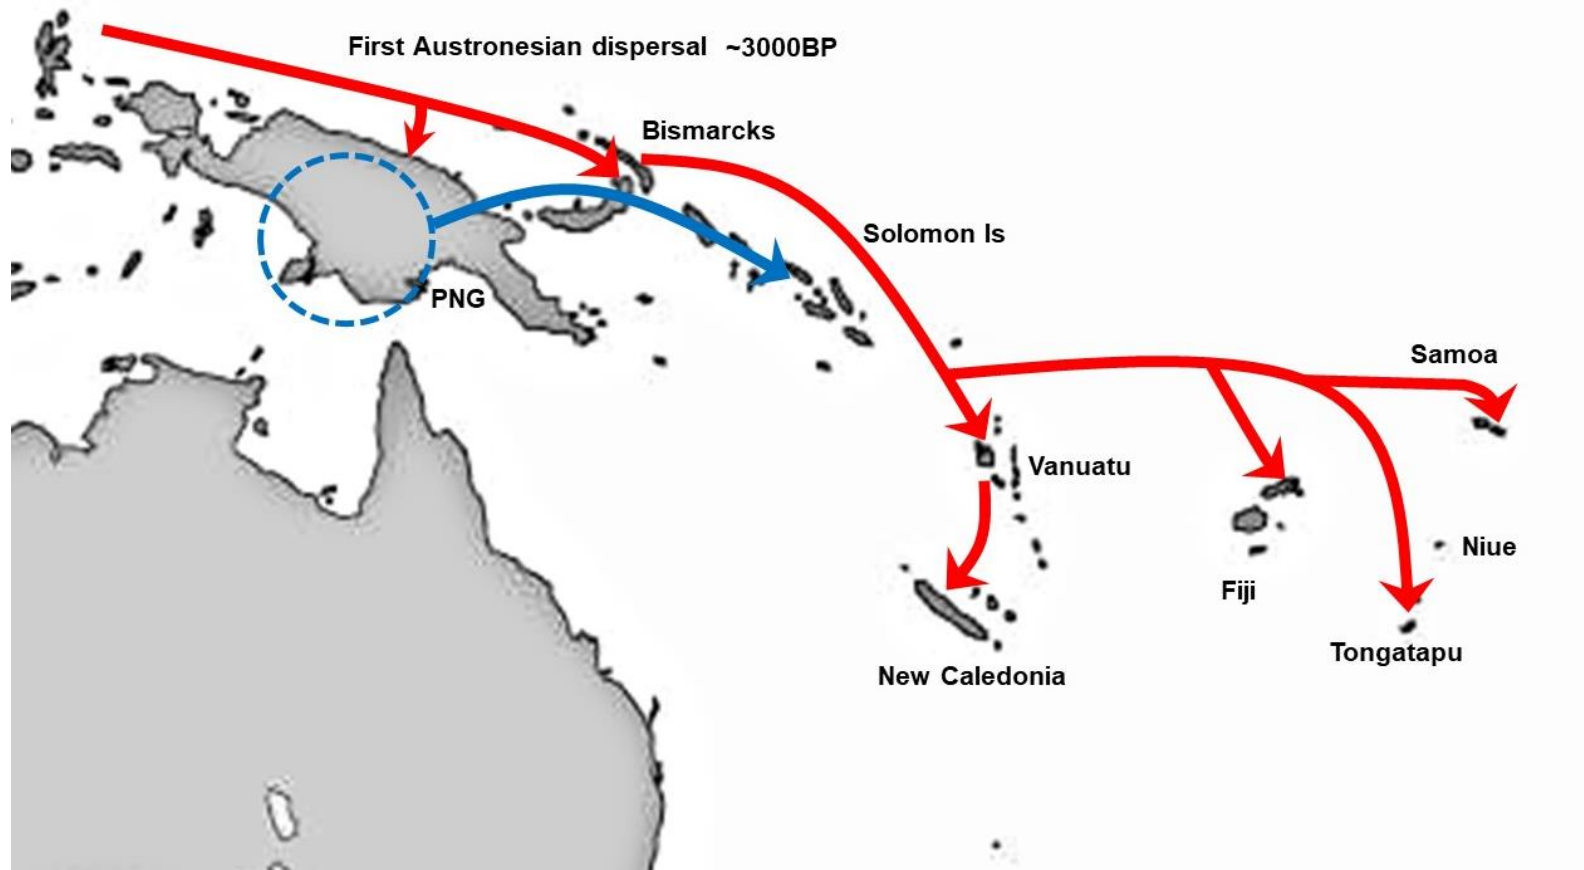 First Austronesian dispersal ~3000BP
Bismarcks
Solomon Is
PNG
Samoa
Vanuatu
Niue
Fiji
Tongatapu
New Caledonia